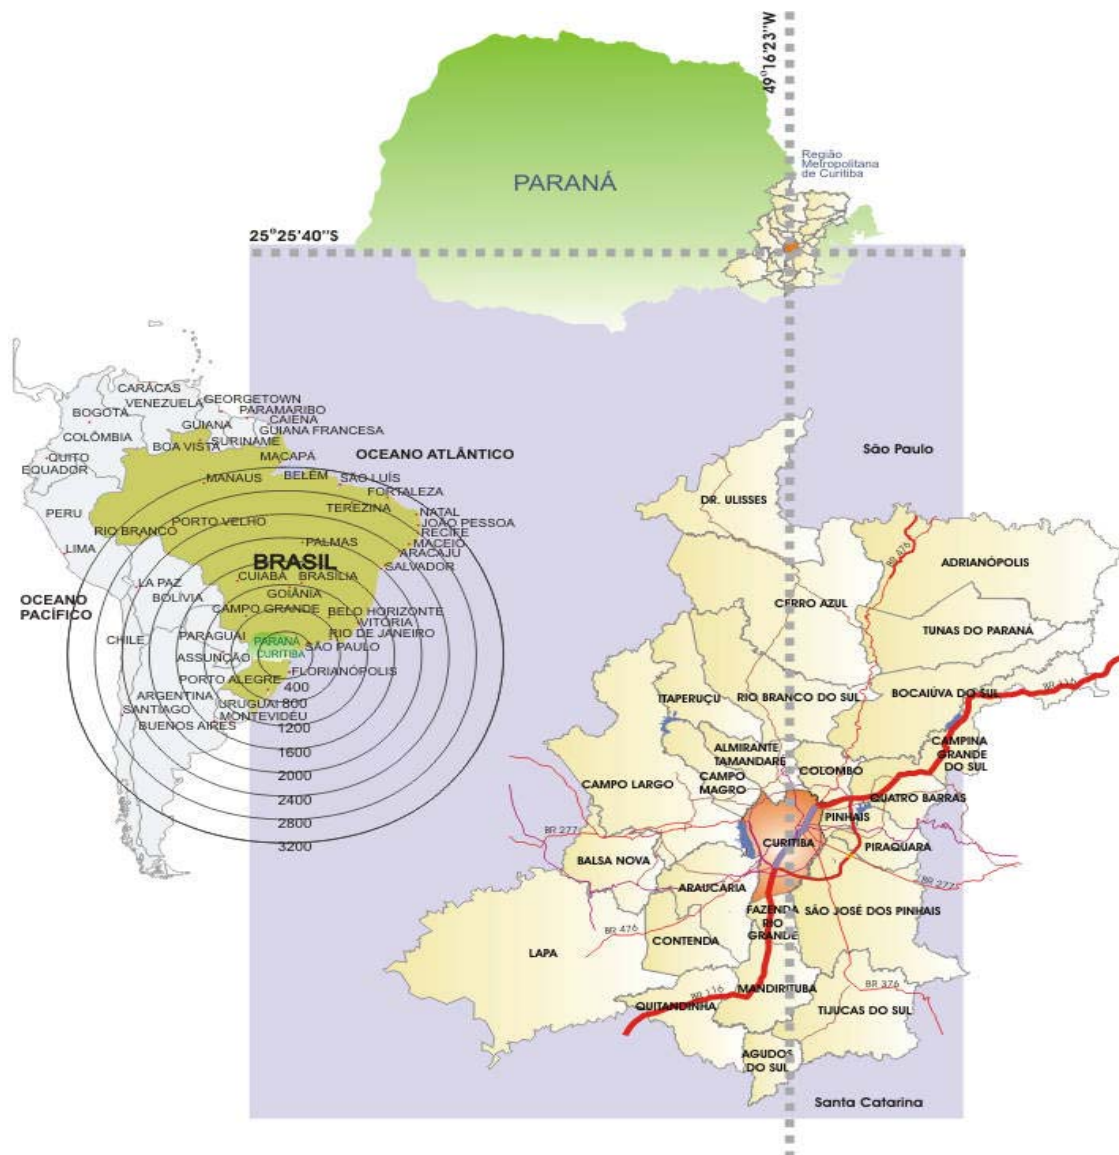 49º16'23"W
Região
Metropolitana
de Curitiba
PARANÁ
25º25'40"S
CARACAS
VENEZUELA
GEORGETOWN
BOGOTÁ
PARAMARIBO
CAIENA
GUIANA
GUIANA FRANCESA
COLÔMBIA
SURINAME
BOA VISTA
QUITO
MACAPÁ
OCEANO ATLÂNTICO
EQUADOR
BELÉM
MANAUS
SÃO LUÍS
FORTALEZA
PERU
TEREZINA
NATAL
PORTO VELHO
JOÃO PESSOA
RIO BRANCO
RECIFE
PALMAS
MACEIÓ
LIMA
ARACAJU
BRASIL
SALVADOR
CUIABÁ
BRASÍLIA
LA PAZ
OCEANO
PACÍFICO
BOLÍVIA
GOIÂNIA
CAMPO GRANDE
BELO HORIZONTE
VITÓRIA
CHILE
PARAGUAI
PARANÁ
RIO DE JANEIRO
CURITIBA
SÃO PAULO
ASSUNÇÃO
FLORIANÓPOLIS
PORTO ALEGRE
400
ARGENTINA
URUGUAI
800
SANTIAGO
MONTEVIDÉU
BUENOS AIRES
1200
1600
2000
2400
2800
3200
São Paulo
DR. ULISSES
BR 476
ADRIANÓPOLIS
CERRO AZUL
TUNAS DO PARANÁ
BR 116
ITAPERUÇU
RIO BRANCO DO SUL
BOCAIÚVA DO SUL
ALMIRANTE
TAMANDARE
CAMPINA
GRANDE
DO SUL
COLOMBO
CAMPO LARGO
CAMPO
MAGRO
QUATRO BARRAS
PINHAIS
BR 277
CURITIBA
PIRAQUARA
BALSA NOVA
BR 277
ARAUCÁRIA
FAZENDA
RIO
GRANDE
SÃO JOSÉ DOS PINHAIS
BR 476
CONTENDA
LAPA
MANDIRITUBA
BR 376
BR 116
QUITANDINHA
TIJUCAS DO SUL
AGUDOS
DO SUL
Santa Catarina